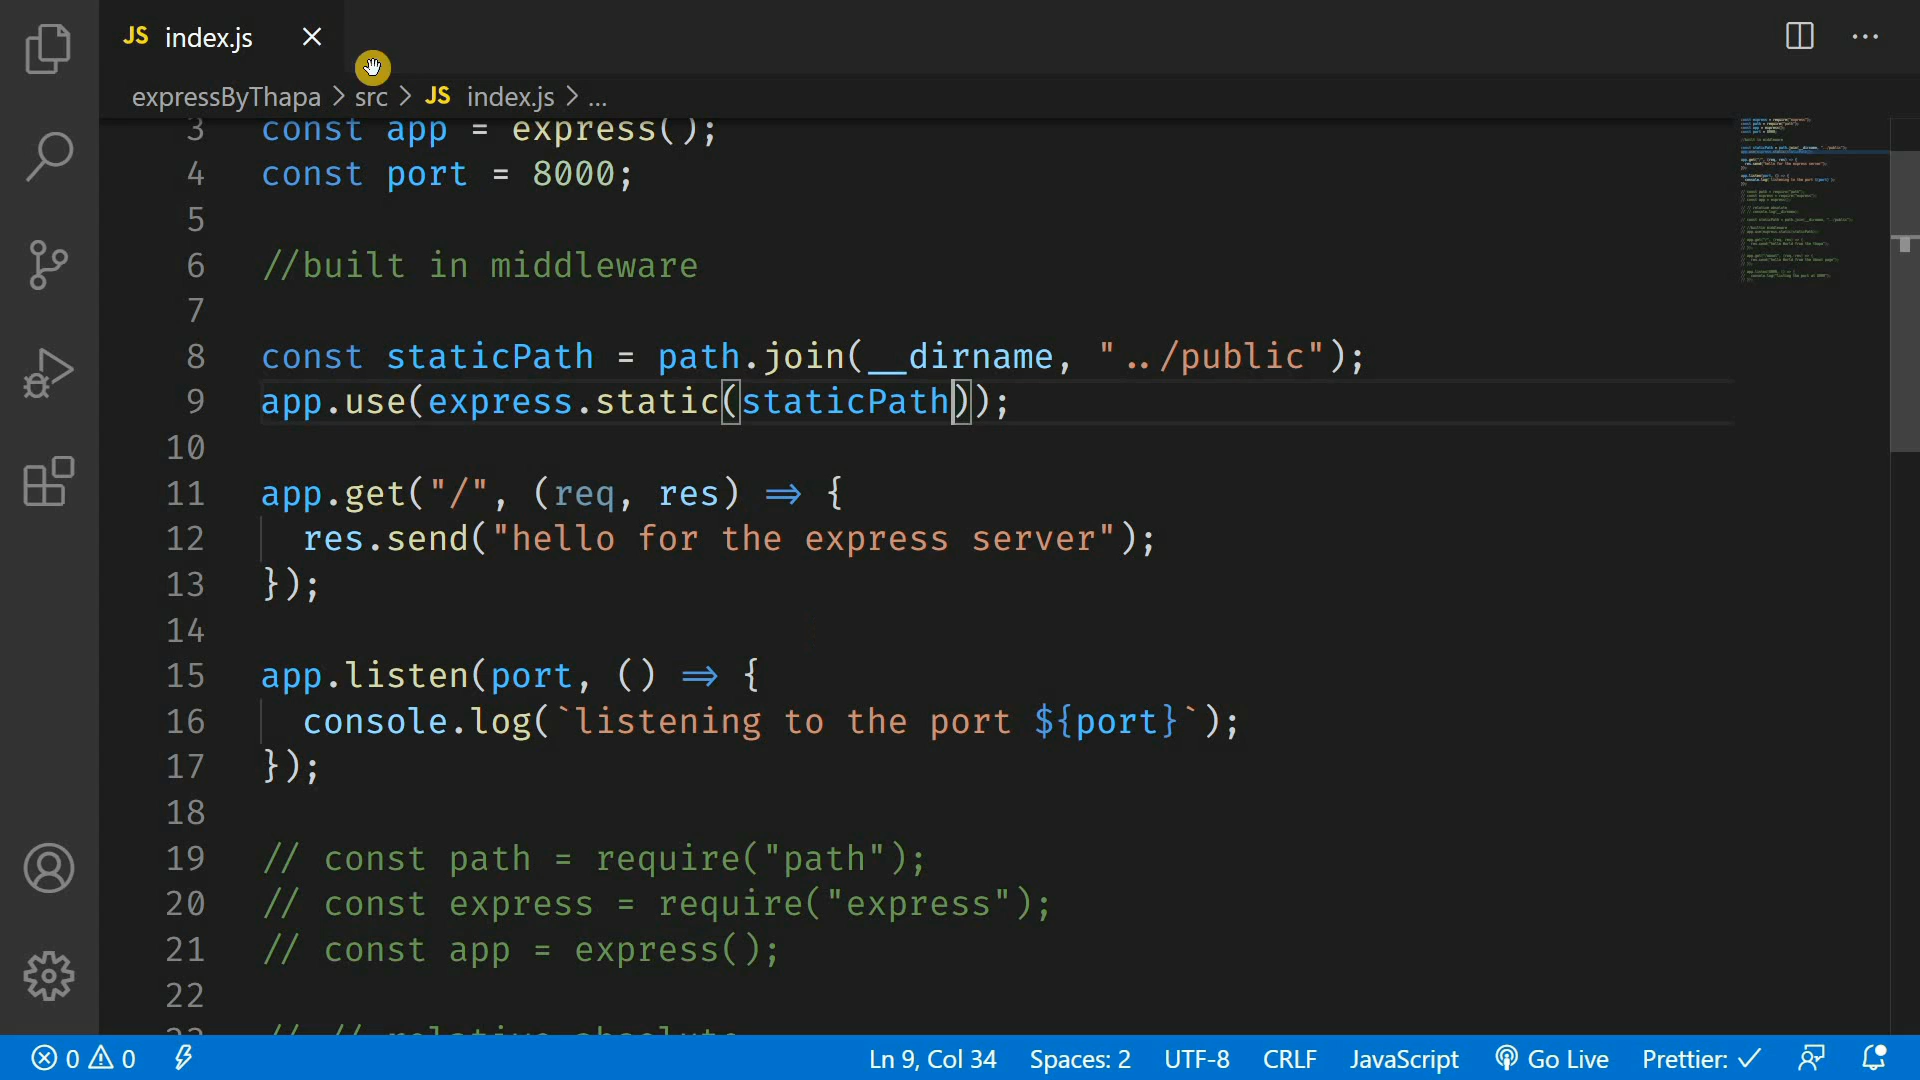 JS index.js
expressByThapa > src > JS index.js > ...
3 const app = express();
4 const port = 8000;
5
6 //built in middleware
7
8 const staticPath = path.join(__dirname, "../public");
9 app.use(express.static(staticPath));
10
11 app.get("/", (req, res) => {
12 res.send("hello for the express server");
13 });
14
15 app.listen(port, () => {
16 console.log(`listening to the port ${port}`);
17 });
18
19 // const path = require("path");
20 // const express = require("express");
21 // const app = express();
22
23 // // relative absolute
0 0 Ln 9, Col 34 Spaces: 2 UTF-8 CRLF JavaScript Go Live Prettier: ✓